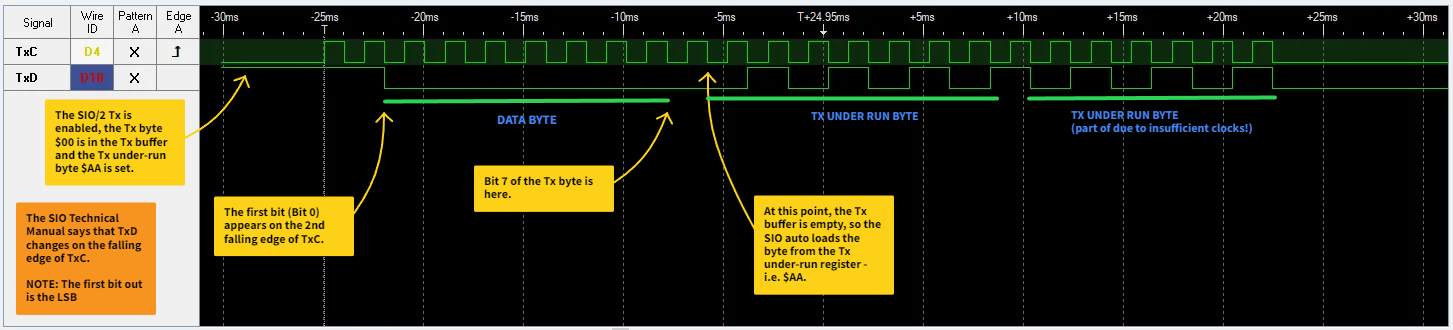 Signal
Wire
ID
Pattern
A
Edge
A
-30ms
-25ms
-20ms
-15ms
-10ms
-5ms
T+24.95ms
+5ms
+10ms
+15ms
+20ms
+25ms
+30ms
T
TxC
D4
X
TxD
D10
X
The SIO/2 Tx is
enabled, the Tx byte
$00 is in the Tx buffer
and the Tx under-run
byte $AA is set.
DATA BYTE
TX UNDER RUN BYTE
TX UNDER RUN BYTE
(part of due to insufficient clocks!)
Bit 7 of the Tx byte is
here.
The first bit (Bit 0)
appears on the 2nd
falling edge of TxC.
At this point, the Tx
buffer is empty, so the
SIO auto loads the
byte from the Tx
under-run register -
i.e. $AA.
The SIO Technical
Manual says that TxD
changes on the falling
edge of TxC.
NOTE: The first bit out
is the LSB